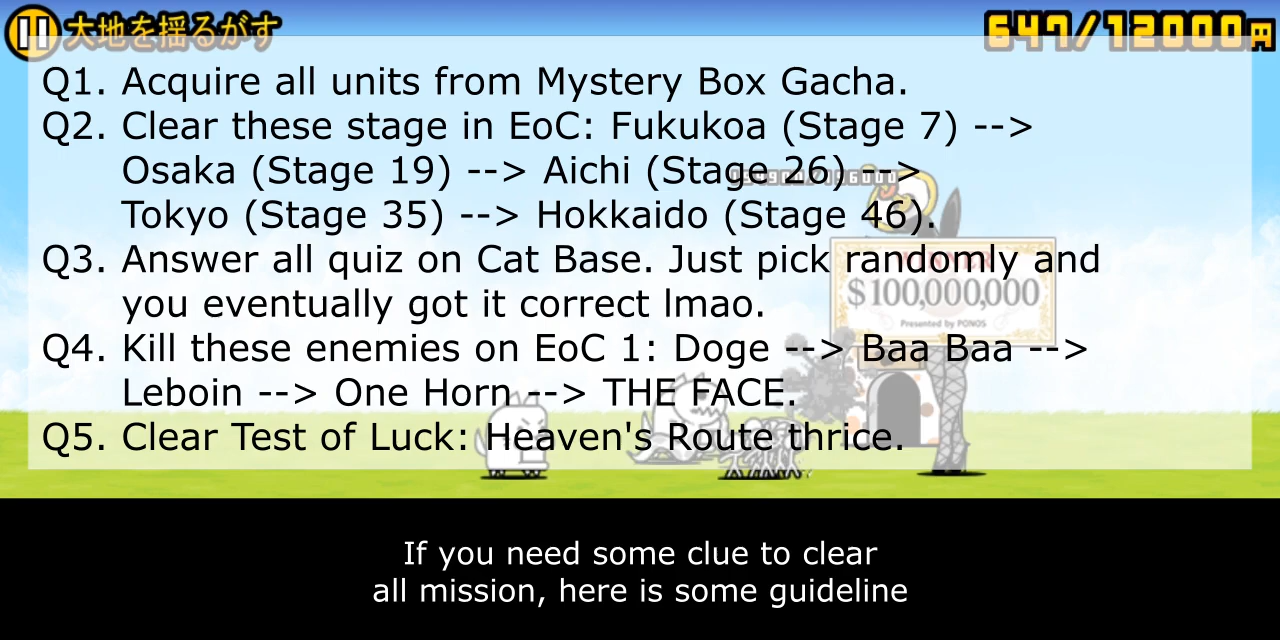 大地を揺るがす
647/12000円
Q1. Acquire all units from Mystery Box Gacha.
Q2. Clear these stage in EoC: Fukukoa (Stage 7) -->
Osaka (Stage 19) --> Aichi (Stage 26) -->
Tokyo (Stage 35) --> Hokkaido (Stage 46).
Q3. Answer all quiz on Cat Base. Just pick randomly and
you eventually got it correct lmao.
$100,000,000
Presented by PONOS
Q4. Kill these enemies on EoC 1: Doge --> Baa Baa -->
Leboin --> One Horn --> THE FACE.
Q5. Clear Test of Luck: Heaven's Route thrice.
If you need some clue to clear
all mission, here is some guideline